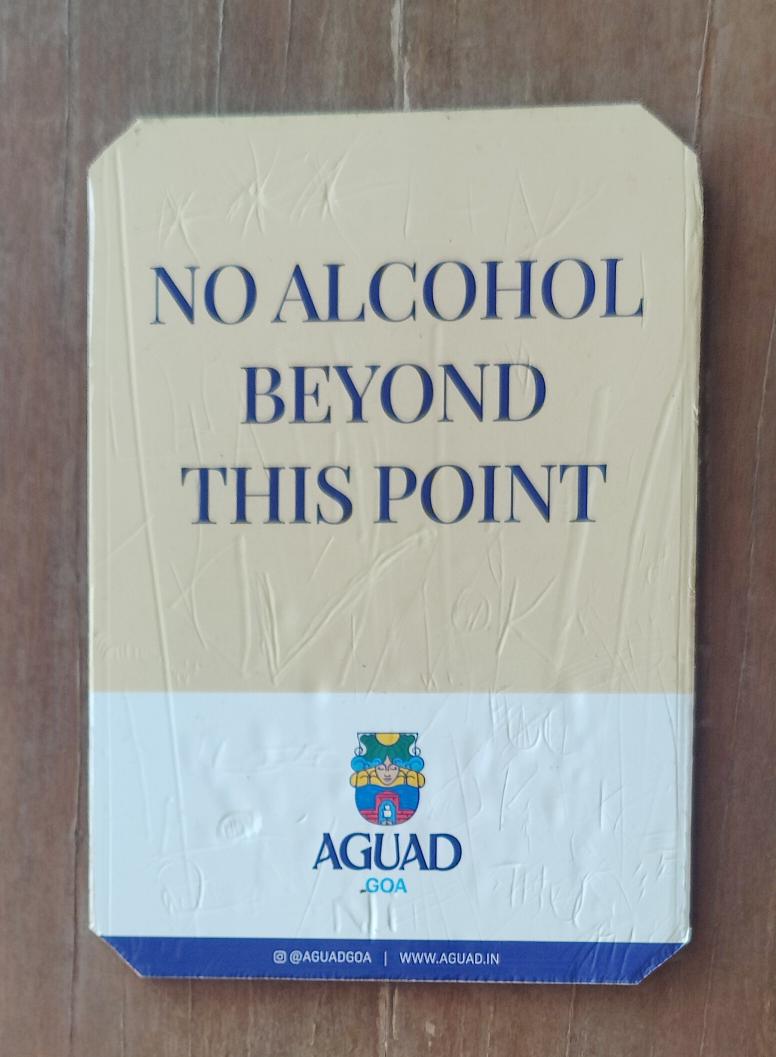 NO ALCOHOL
BEYOND
THIS POINT
AGUAD
GOA
@AGUADGOA | WWW.AGUAD.IN